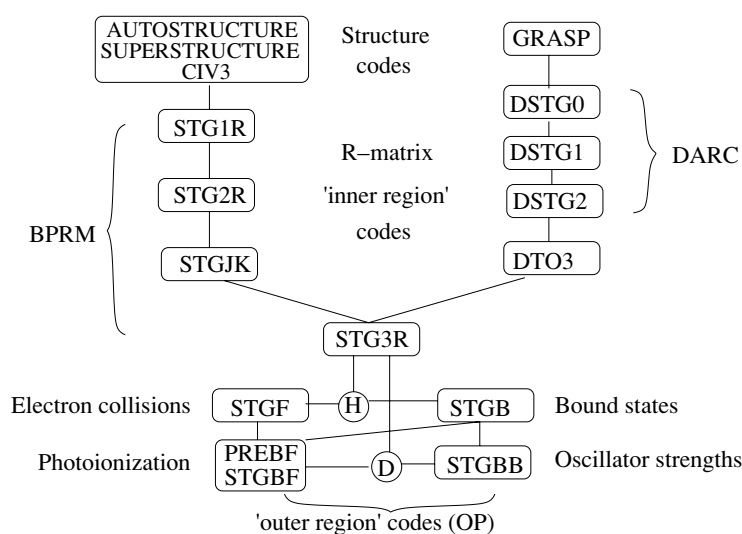 AUTOSTRUCTURE
SUPERSTRUCTURE
CIV3
Structure
codes
GRASP
STG1R
DSTG0
R–matrix
DSTG1
DARC
STG2R
'inner region'
DSTG2
BPRM
codes
STGJK
DTO3
STG3R
Electron collisions
STGF
H
STGB
Bound states
Photoionization
PREBF
STGBF
D
STGBB
Oscillator strengths
'outer region' codes (OP)